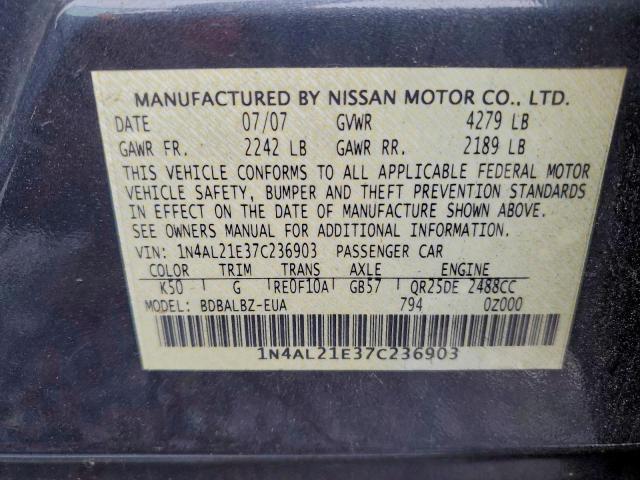 MANUFACTURED BY NISSAN MOTOR CO., LTD.
DATE 07/07 GVWR 4279 LB
GAWR FR. 2242 LB GAWR RR. 2189 LB
THIS VEHICLE CONFORMS TO ALL APPLICABLE FEDERAL MOTOR
VEHICLE SAFETY, BUMPER AND THEFT PREVENTION STANDARDS
IN EFFECT ON THE DATE OF MANUFACTURE SHOWN ABOVE.
SEE OWNERS MANUAL FOR ADDITIONAL INFORMATION.
VIN: 1N4AL21E37C236903 PASSENGER CAR
COLOR TRIM TRANS AXLE ENGINE
K50 G RE0F10A GB57 QR25DE 2488CC
MODEL: BDBALBZ-EUA 794 0Z000
1N4AL21E37C236903